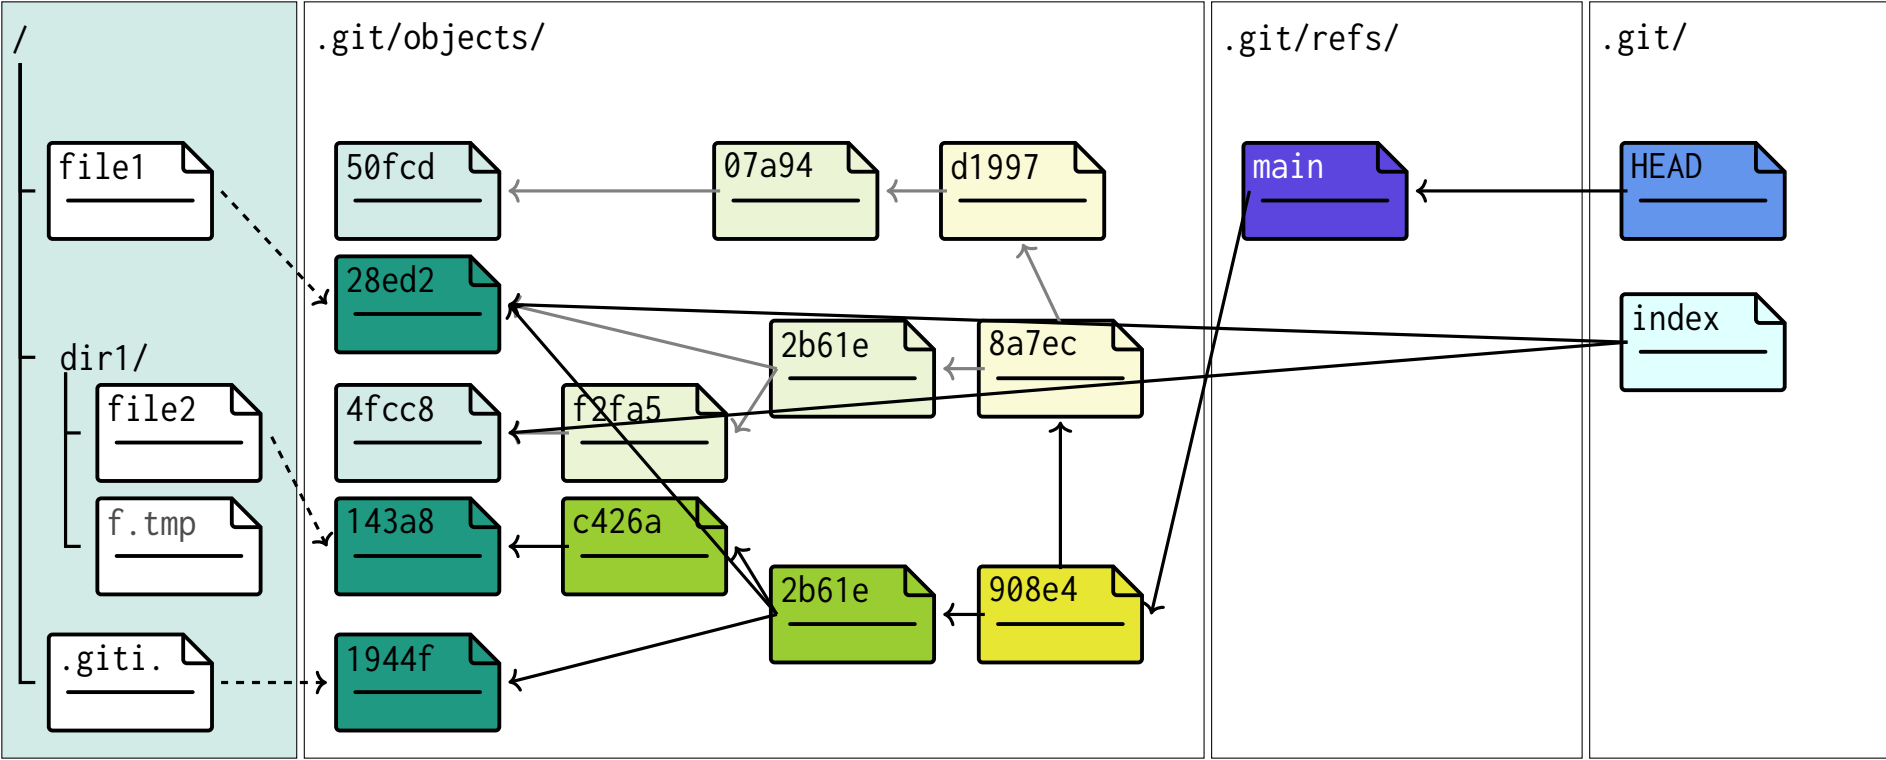 /
.git/objects/
.git/refs/
.git/
file1
50fcd
07a94
d1997
main
HEAD
28ed2
index
dir1/
2b61e
8a7ec
file2
4fcc8
f2fa5
f.tmp
143a8
c426a
2b61e
908e4
.giti.
1944f